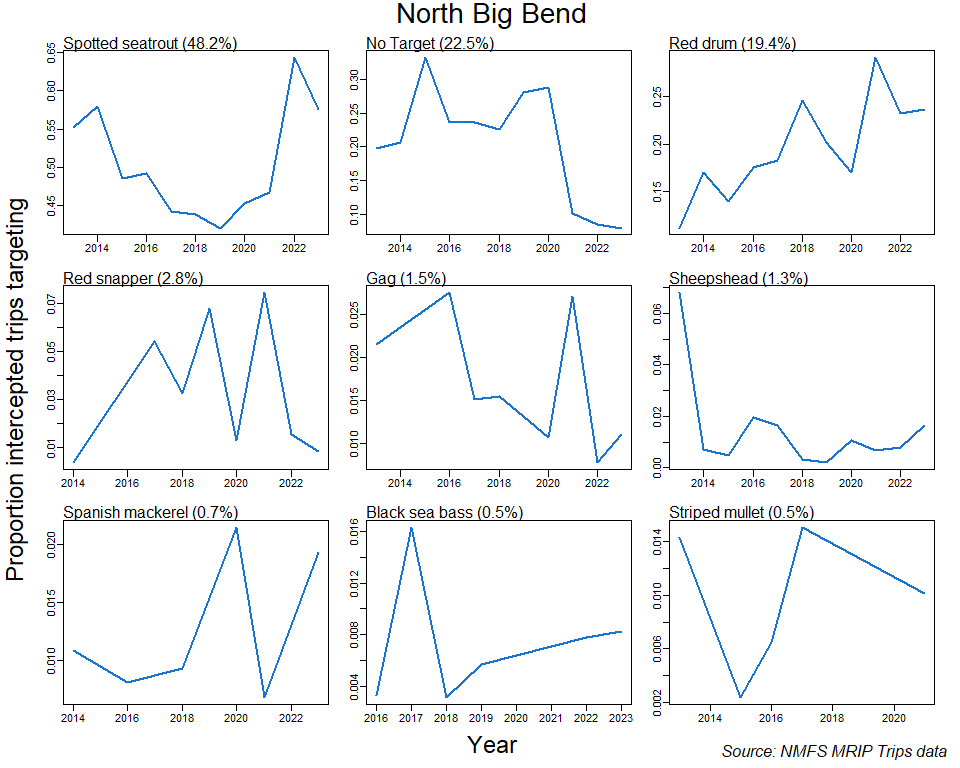 North Big Bend
Spotted seatrout (48.2%)
0.65
0.60
0.55
0.50
0.45
2014 2016 2018 2020 2022
No Target (22.5%)
0.30
0.25
0.20
0.15
0.10
2014 2016 2018 2020 2022
Red drum (19.4%)
0.25
0.20
0.15
2014 2016 2018 2020 2022
Red snapper (2.8%)
0.07
0.05
0.03
0.01
2014 2016 2018 2020 2022
Gag (1.5%)
0.025
0.020
0.015
0.010
2014 2016 2018 2020 2022
Sheepshead (1.3%)
0.06
0.04
0.02
0.00
2014 2016 2018 2020 2022
Spanish mackerel (0.7%)
0.020
0.015
0.010
2014 2016 2018 2020 2022
Black sea bass (0.5%)
0.016
0.012
0.008
0.004
2016 2017 2018 2019 2020 2021 2022 2023
Striped mullet (0.5%)
0.014
0.010
0.006
0.002
2014 2016 2018 2020
Proportion intercepted trips targeting
Year
Source: NMFS MRIP Trips data